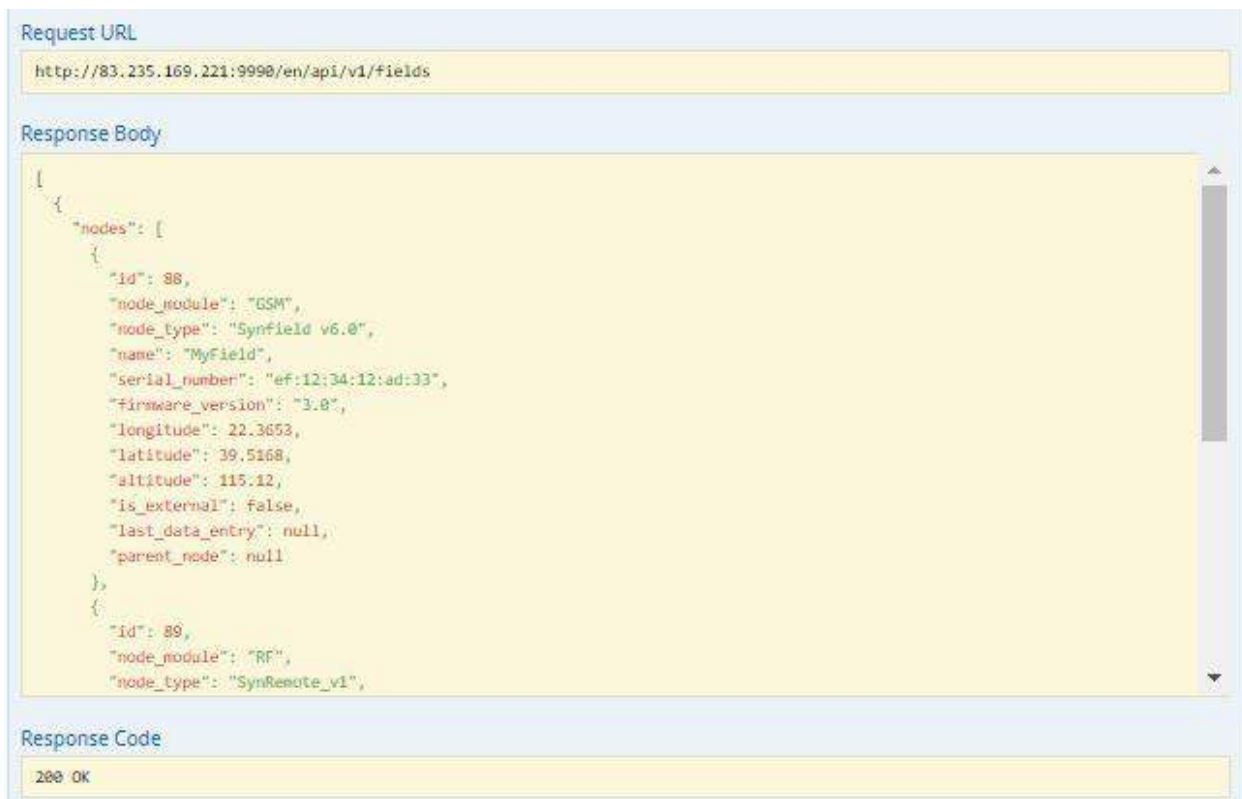 Request URL
http://83.235.169.221:9990/en/api/v1/fields
Response Body
[
{
"nodes": [
{
"id": 88,
"node_module": "GSM",
"node_type": "Synfield v6.0",
"name": "MyField",
"serial_number": "ef:12:34:12:ad:33",
"firmware_version": "3.0",
"longitude": 22.3653,
"latitude": 39.5168,
"altitude": 115.12,
"is_external": false,
"last_data_entry": null,
"parent_node": null
},
{
"id": 89,
"node_module": "RF",
"node_type": "SynRemote_v1",
Response Code
200 OK